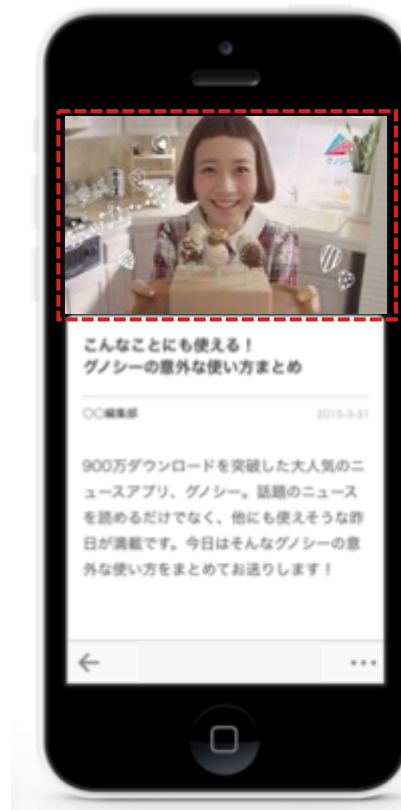 グノシー
こんなことにも使える！
グノシーの意外な使い方まとめ
〇〇編集部
2015-3-31
900万ダウンロードを突破した大人気のニ
ュースアプリ、グノシー。話題のニュース
を読めるだけでなく、他にも使えそうな昨
日が満載です。今日はそんなグノシーの意
外な使い方をまとめてお送りします！